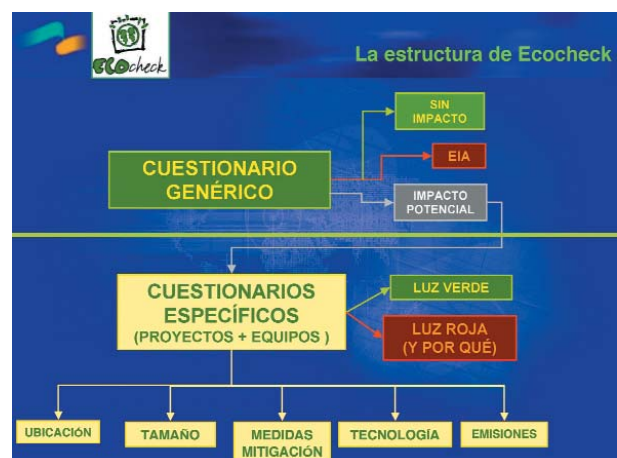 ECOcheck
La estructura de Ecocheck
SIN
IMPACTO
CUESTIONARIO
GENÉRICO
EIA
IMPACTO
POTENCIAL
CUESTIONARIOS
ESPECÍFICOS
(PROYECTOS + EQUIPOS )
LUZ VERDE
LUZ ROJA
(Y POR QUÉ)
UBICACIÓN
TAMAÑO
MEDIDAS
MITIGACIÓN
TECNOLOGÍA
EMISIONES